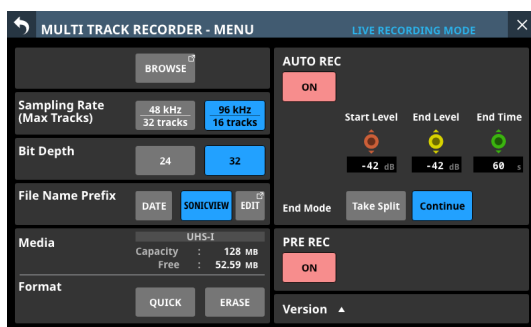 MULTI TRACK RECORDER - MENU
LIVE RECORDING MODE
BROWSE
Sampling Rate
(Max Tracks)
48 kHz
32 tracks
96 kHz
16 tracks
Bit Depth
24
32
File Name Prefix
DATE
SONICVIEW
EDIT
Media
UHS-I
Capacity : 128 MB
Free : 52.59 MB
Format
QUICK
ERASE
AUTO REC
ON
Start Level End Level End Time
-42 dB -42 dB 60 s
End Mode
Take Split
Continue
PRE REC
ON
Version